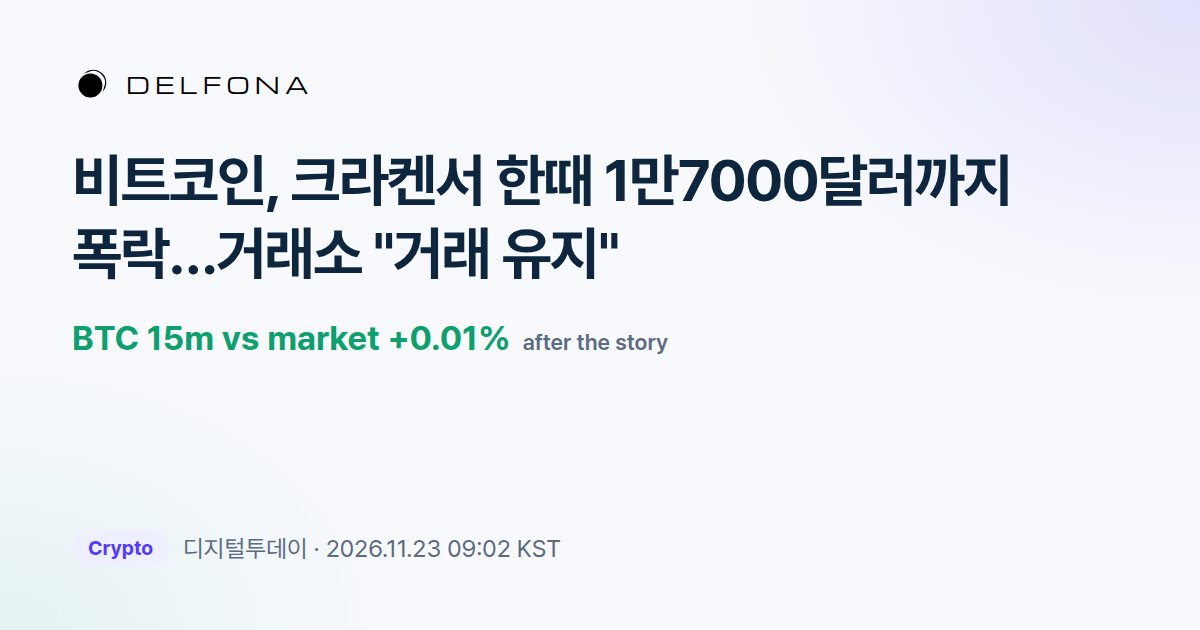 DELFONA
비트코인, 크라켄서 한때 1만7000달러까지
폭락...거래소 "거래 유지"
BTC 15m vs market +0.01% after the story
Crypto 디지털투데이 · 2026.11.23 09:02 KST